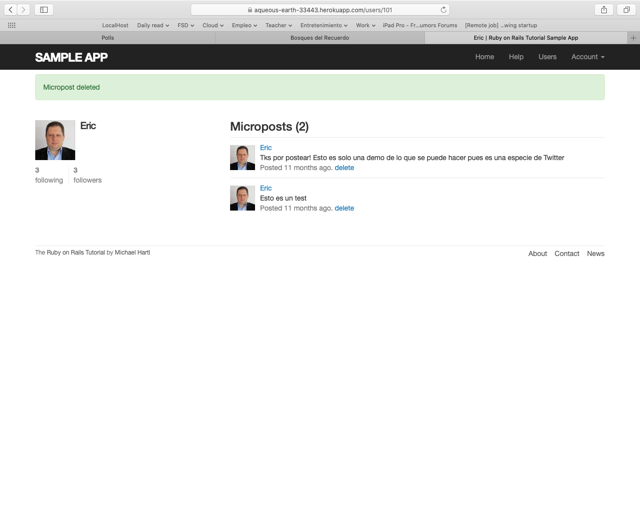 aqueous-earth-33443.herokuapp.com/users/101
LocalHost Daily read FSD Cloud Empleo Teacher Entretenimiento Work iPad Pro - Fr...umors Forums [Remote job] ...wing startup
Polls Bosques del Recuerdo Eric | Ruby on Rails Tutorial Sample App
SAMPLE APP Home Help Users Account
Micropost deleted
Eric
3 following
3 followers
Microposts (2)
Eric
Tks por postear! Esto es solo una demo de lo que se puede hacer pues es una especie de Twitter
Posted 11 months ago. delete
Eric
Esto es un test
Posted 11 months ago. delete
The Ruby on Rails Tutorial by Michael Hartl About Contact News